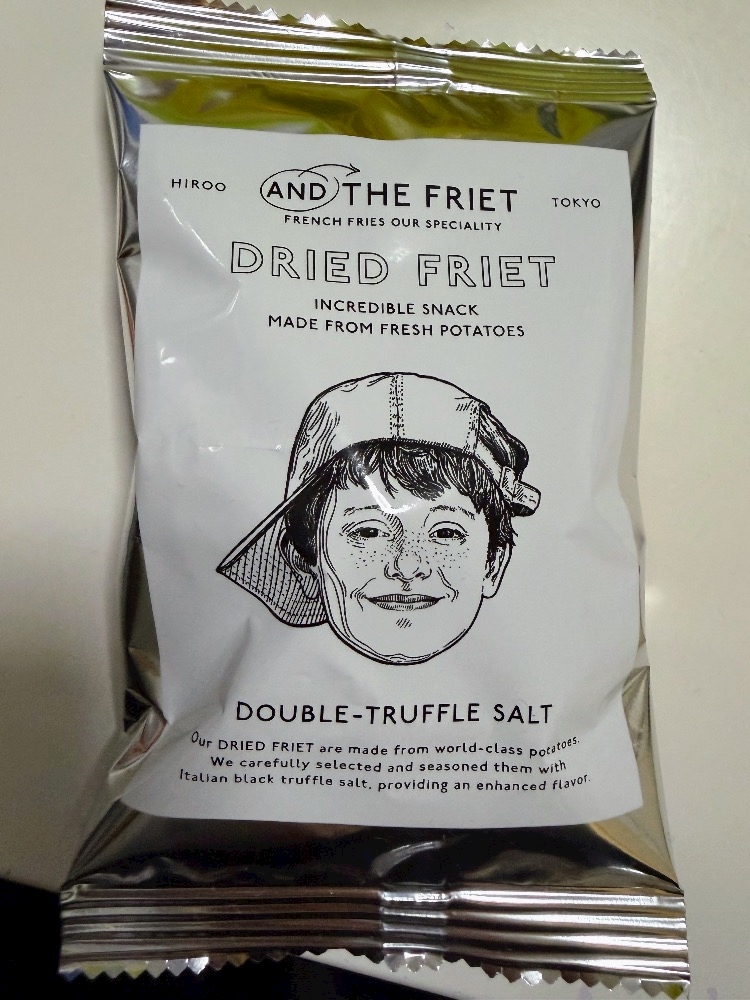 HIROO
AND THE FRIET
TOKYO
FRENCH FRIES OUR SPECIALITY
DRIED FRIET
INCREDIBLE SNACK
MADE FROM FRESH POTATOES
DOUBLE-TRUFFLE SALT
Our DRIED FRIET are made from world-class potatoes.
We carefully selected and seasoned them with
Italian black truffle salt, providing an enhanced flavor.